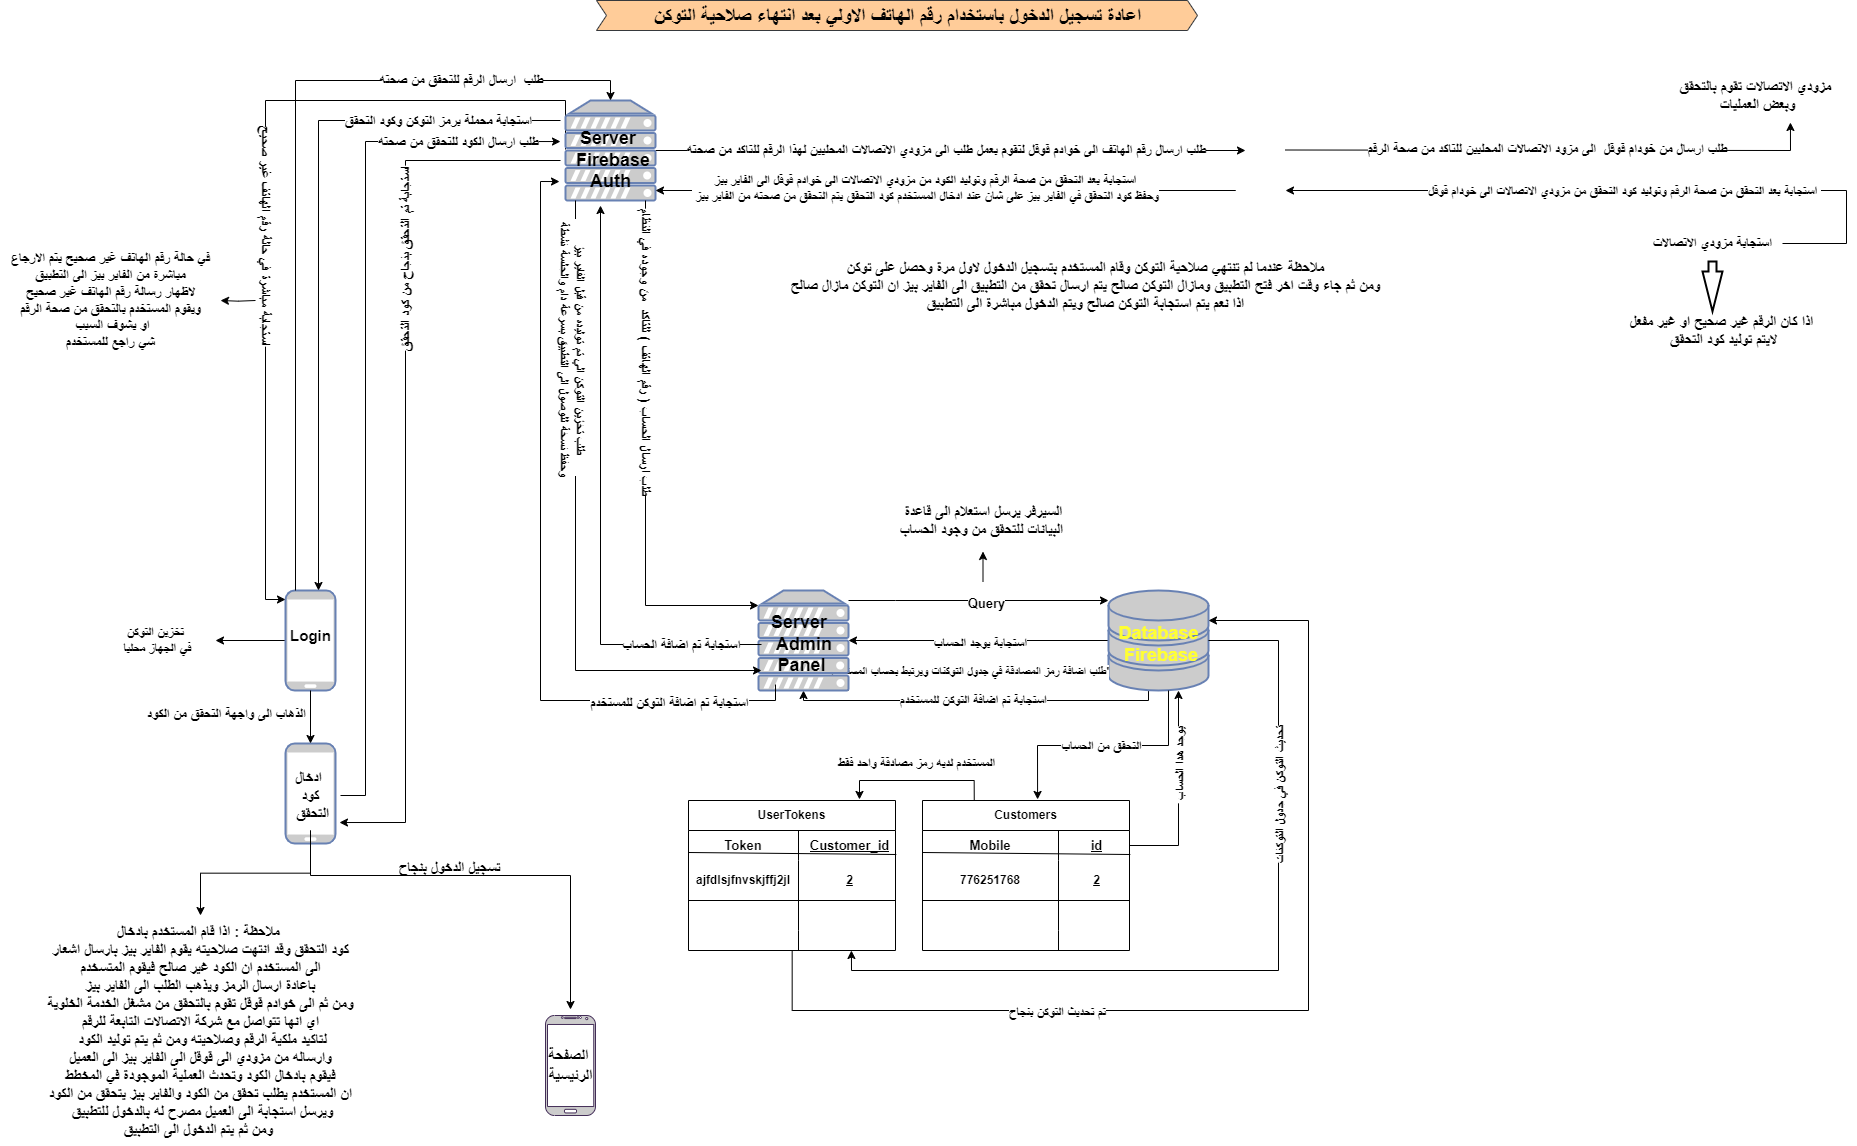 اعادة تسجيل الدخول باستخدام رقم الهاتف الاولي بعد انتهاء صلاحية التوكن
طلب ارسال الرقم للتحقق من صحته
استجابة محملة برمز التوكن وكود التحقق
طلب ارسال الكود للتحقق من صحته
Server
Firebase
Auth
طلب ارسال رقم الهاتف الى خوادم قوقل لتقوم بعمل طلب الى مزودي الاتصالات المحليين لهذا الرقم للتاكد من صحته
طلب ارسال من خودام قوقل الى مزود الاتصالات المحليين للتاكد من صحة الرقم
مزودي الاتصالات تقوم بالتحقق
وبعض العمليات
استجابة بعد التحقق من صحة الرقم وتوليد الكود من مزودي الاتصالات الى خوادم قوقل الى الفاير بيز
وحفظ كود التحقق في الفاير بيز على شان عند ادخال المستخدم كود التحقق يتم التحقق من صحته من الفاير بيز
استجابة بعد التحقق من صحة الرقم وتوليد كود التحقق من مزودي الاتصالات الى خودام قوقل
استجابة مزودي الاتصالات
اذا كان الرقم غير صحيح او غير مفعل
لايتم توليد كود التحقق
ملاحظة عندما لم تنتهي صلاحية التوكن وقام المستخدم بتسجيل الدخول لاول مرة وحصل على توكن
ومن ثم جاء وقت اخر فتح التطبيق ومازال التوكن صالح يتم ارسال تحقق من التطبيق الى الفاير بيز ان التوكن مازال صالح
اذا نعم يتم استجابة التوكن صالح ويتم الدخول مباشرة الى التطبيق
استجابة مباشرة في حالة رقم الهاتف غير صحيح
في حالة رقم الهاتف غير صحيح يتم الارجاع
مباشرة من الفاير بيز الى التطبيق
لاظهار رسالة رقم الهاتف غير صحيح
ويقوم المستخدم بالتحقق من صحة الرقم
او يشوف السبب
شي راجع للمستخدم
استجابة تم التحقق بنجاح من كود التحقق
طلب تخزين التوكن الي تم توليده من قبل الفاير بيز
وحفظ نسخة للوصول الى التطبيق بسرعة دام والجلسة نشطة
طلب ارسال الحساب ( رقم الهاتف ) للتاكد من وجوده في النظام
السيرفر يرسل استعلام الى قاعدة
البيانات للتحقق من وجود الحساب
Query
Server
Admin
Panel
Database
Firebase
استجابة يوجد الحساب
استجابة تم اضافة الحساب
طلب اضافة رمز المصادقة في جدول التوكنات ويرتبط بحساب
استجابة تم اضافة التوكن للمستخدم
استجابة تم اضافة التوكن للمستخدم
Login
تخزين التوكن
في الجهاز محليا
الذهاب الى واجهة التحقق من الكود
ادخال
كود
التحقق
التحقق من الحساب
يوجد هذا الحساب
تحديث التوكن في جدول التوكنات
المستخدم لديه رمز مصادقة واحد فقط
UserTokens
Token Customer_id
ajfdlsjfnvskjffj2jl 2
Customers
Mobile id
776251768 2
تم تحديث التوكن بنجاح
تسجيل الدخول بنجاح
الصفحة
الرئيسية
ملاحظة : اذا قام المستخدم بادخال
كود التحقق وقد انتهت صلاحيته يقوم الفاير بيز بارسال اشعار
الى المستخدم ان الكود غير صالح فيقوم المتسخدم
باعادة ارسال الرمز ويذهب الطلب الى الفاير بيز
ومن ثم الى خوادم قوقل تقوم بالتحقق من مشغل الخدمة الخلوية
اي انها تتواصل مع شركة الاتصالات التابعة للرقم
لتاكيد ملكية الرقم وصلاحيته ومن ثم يتم توليد الكود
وارساله من مزودي الى قوقل الى الفاير بيز الى العميل
فيقوم بادخال الكود وتحدث العملية الموجودة في المخطط
ان المستخدم يطلب تحقق من الكود والفاير بيز يتحقق من الكود
ويرسل استجابة الى العميل مصرح له بالدخول للتطبيق
ومن ثم يتم الدخول الى التطبيق